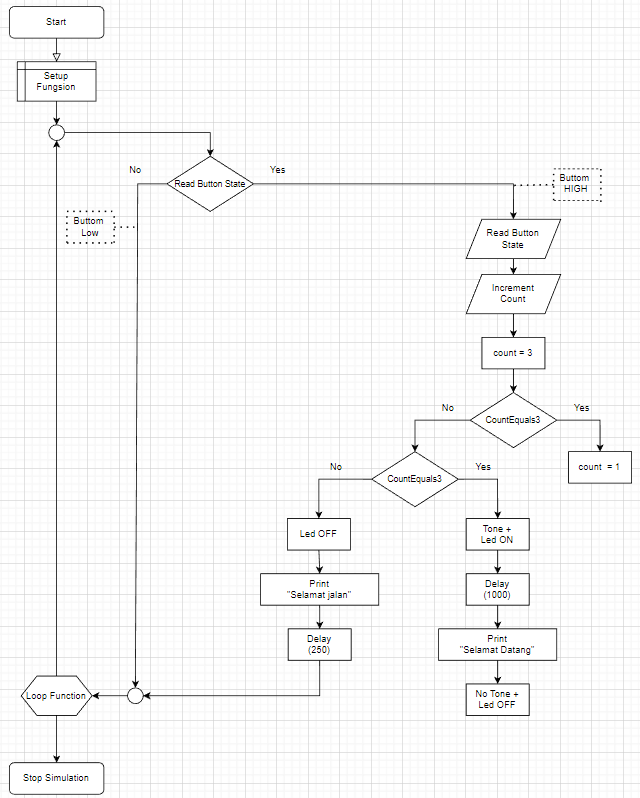 Start
Setup
Fungsion
No
Yes
Read Button State
Buttom
HIGH
Buttom
Low
Read Button
State
Increment
Count
count = 3
No
Yes
CountEquals3
No
Yes
CountEquals3
count  = 1
Led OFF
Tone +
Led ON
Print
"Selamat jalan"
Delay
(1000)
Delay
(250)
Print
"Selamat Datang"
Loop Function
No Tone +
Led OFF
Stop Simulation